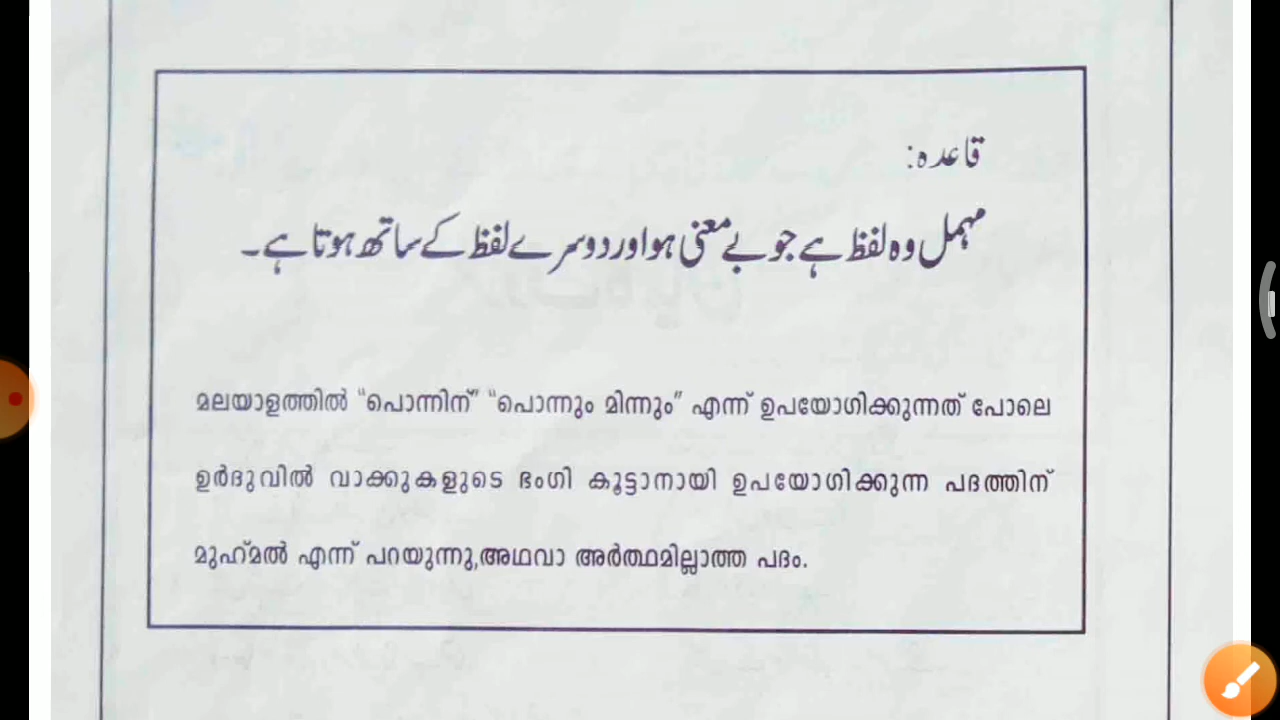 قاعدہ:
مہمل وہ لفظ ہے جو بے معنی ہو اور دوسرے لفظ کے ساتھ ہوتا ہے۔
മലയാളത്തിൽ “പൊന്നിന്” “പൊന്നും മിന്നും” എന്ന് ഉപയോഗിക്കുന്നത് പോലെ
ഉർദുവിൽ വാക്കുകളുടെ ഭംഗി കൂട്ടാനായി ഉപയോഗിക്കുന്ന പദത്തിന്
മുഹ്മൽ എന്ന് പറയുന്നു,അഥവാ അർത്ഥമില്ലാത്ത പദം.